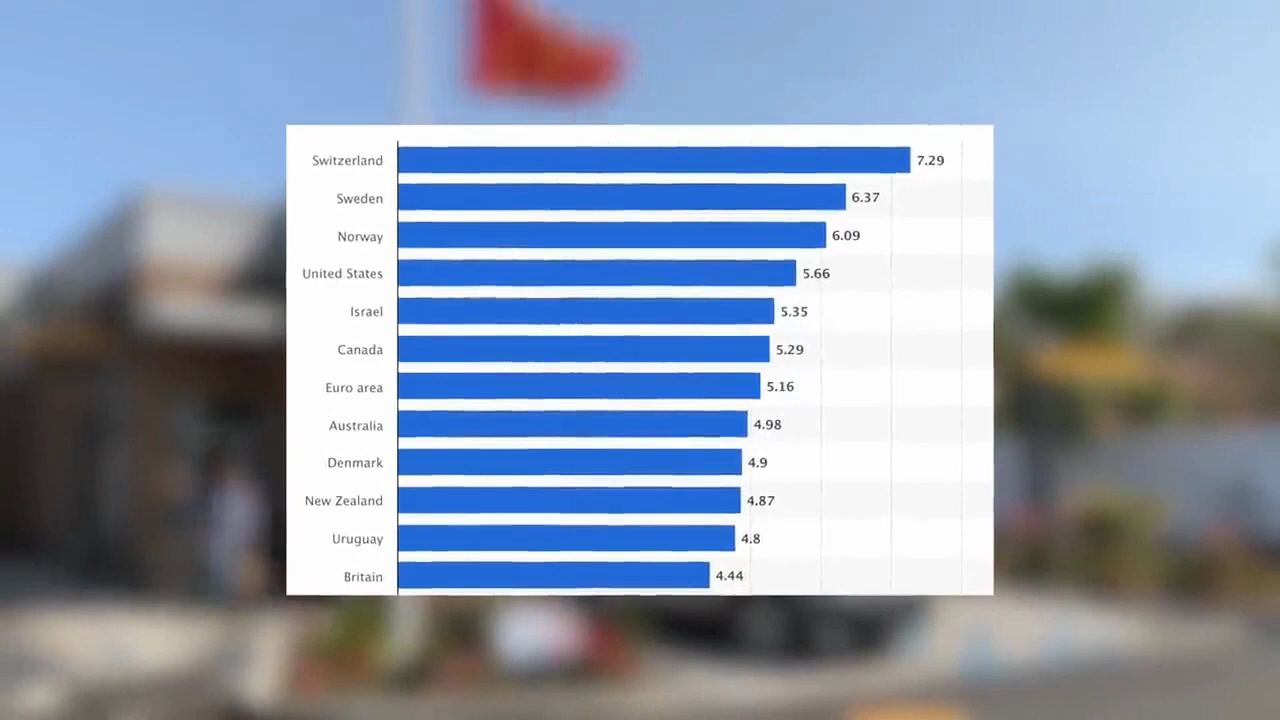 Switzerland 7.29
Sweden 6.37
Norway 6.09
United States 5.66
Israel 5.35
Canada 5.29
Euro area 5.16
Australia 4.98
Denmark 4.9
New Zealand 4.87
Uruguay 4.8
Britain 4.44